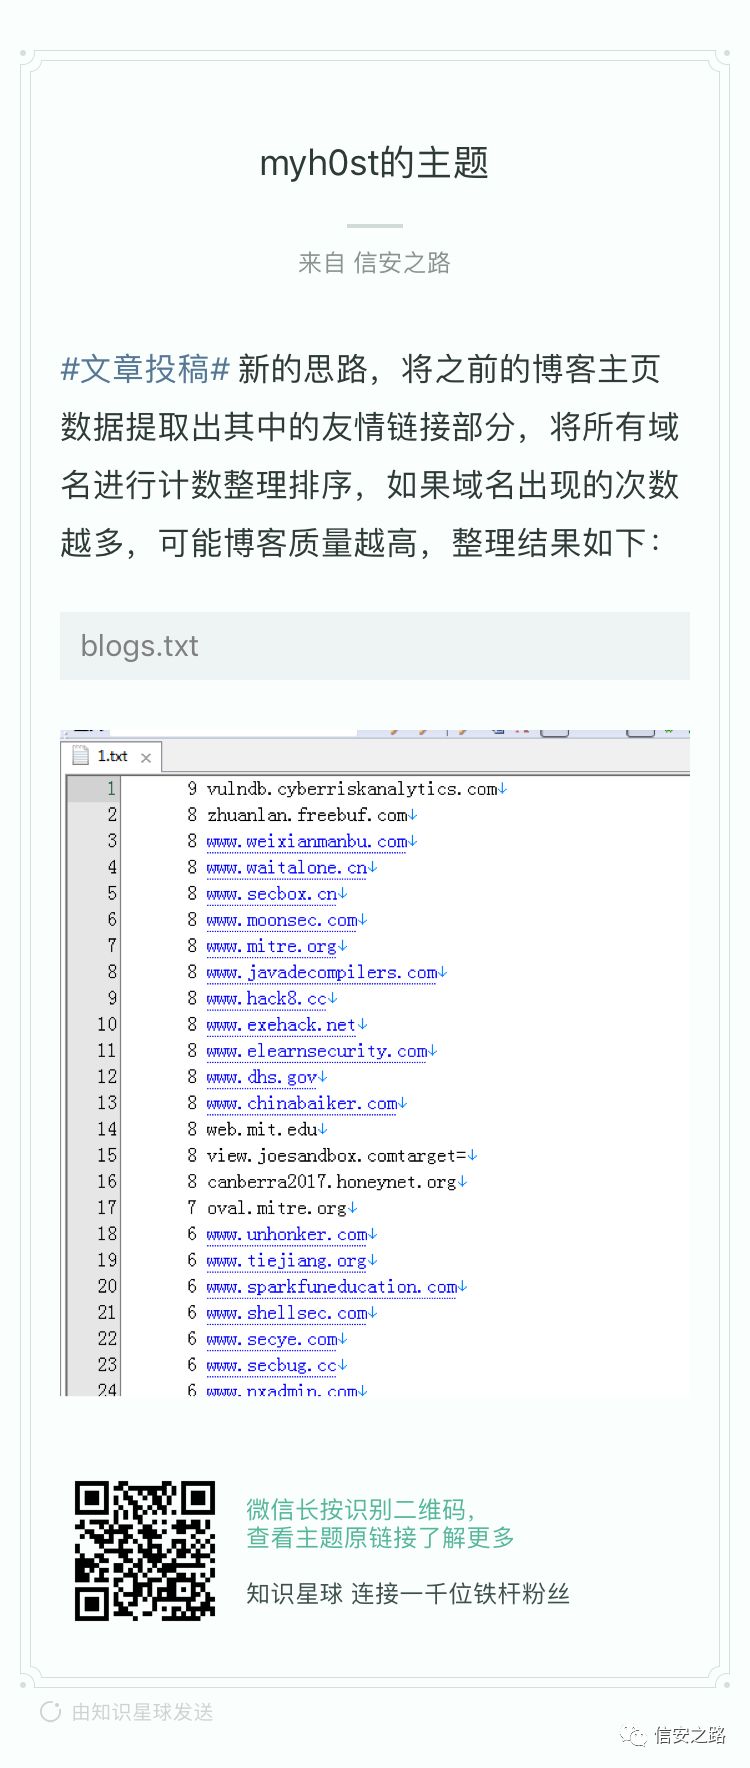 myh0st的主题
来自 信安之路
#文章投稿# 新的思路，将之前的博客主页
数据提取出其中的友情链接部分，将所有域
名进行计数整理排序，如果域名出现的次数
越多，可能博客质量越高，整理结果如下：
blogs.txt
1.txt
1 9 vulndb.cyberriskanalytics.com↓
2 8 zhuanlan.freebuf.com↓
3 8 www.weixianmanbu.com↓
4 8 www.waitalone.cn↓
5 8 www.secbox.cn↓
6 8 www.moonsec.com↓
7 8 www.mitre.org↓
8 8 www.javadecompilers.com↓
9 8 www.hack8.cc↓
10 8 www.exehack.net↓
11 8 www.elearnsecurity.com↓
12 8 www.dhs.gov↓
13 8 www.chinabaiker.com↓
14 8 web.mit.edu↓
15 8 view.joesandbox.comtarget=↓
16 8 canberra2017.honeynet.org↓
17 7 oval.mitre.org↓
18 6 www.unhonker.com↓
19 6 www.tiejiang.org↓
20 6 www.sparkfuneducation.com↓
21 6 www.shellsec.com↓
22 6 www.secye.com↓
23 6 www.secbug.cc↓
24 6 www.nxadmin.com↓
微信长按识别二维码，
查看主题原链接了解更多
知识星球 连接一千位铁杆粉丝
由知识星球发送
信安之路